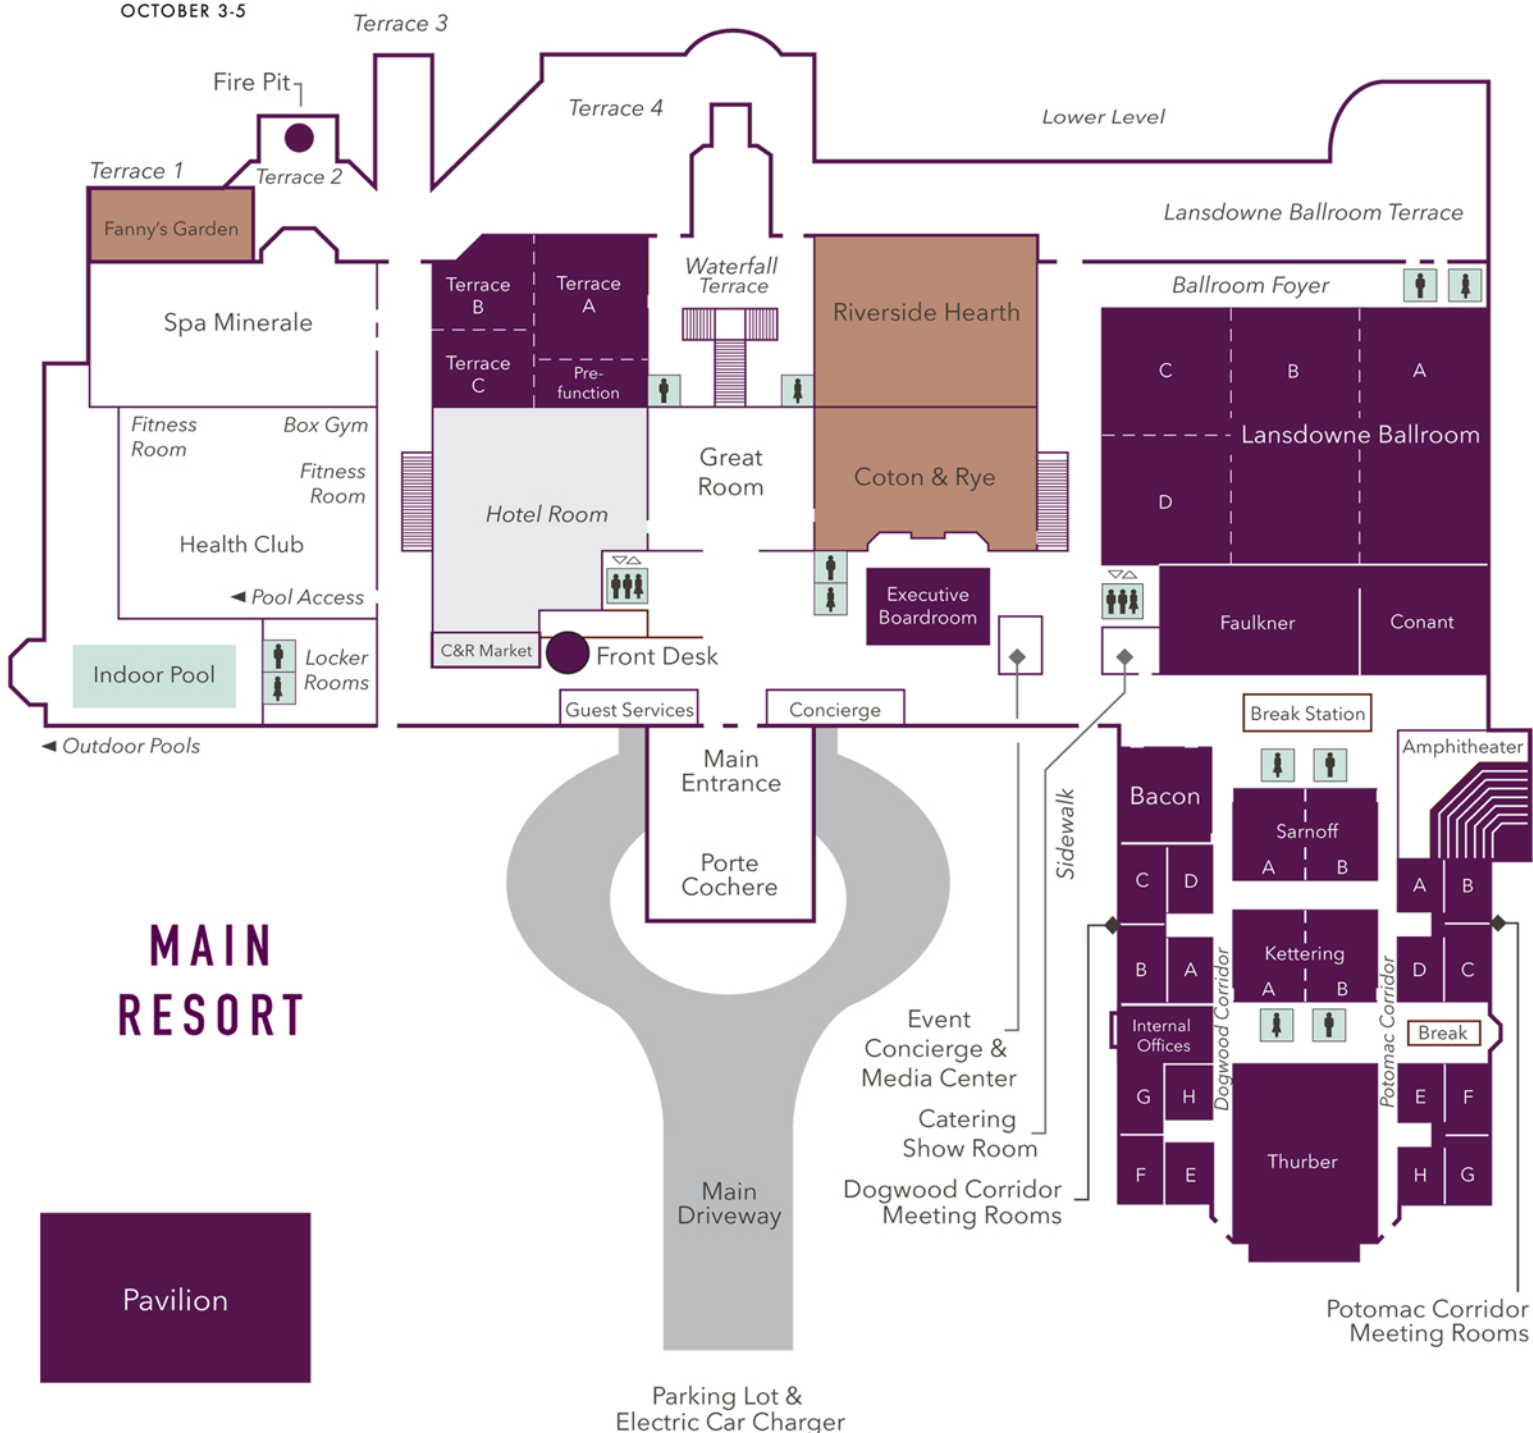 OCTOBER 3-5
Terrace 3
Fire Pit
Terrace 4
Lower Level
Terrace 1
Terrace 2
Lansdowne Ballroom Terrace
Fanny's Garden
Waterfall
Terrace
Ballroom Foyer
Terrace
B
Terrace
A
Riverside Hearth
Spa Minerale
Terrace
C
Pre-
function
C
B
A
Lansdowne Ballroom
D
Fitness
Room
Box Gym
Fitness
Room
Great
Room
Coton & Rye
Hotel Room
Health Club
Pool Access
Executive
Boardroom
Faulkner
Conant
Indoor Pool
Locker
Rooms
C&R Market
Front Desk
Guest Services
Concierge
Break Station
Outdoor Pools
Main
Entrance
Amphitheater
Bacon
Sidewalk
Sarnoff
A
B
Porte
Cochere
C
D
A
B
MAIN
RESORT
Kettering
A
B
B
A
D
C
Dogwood Corridor
Potomac Corridor
Internal
Offices
Break
Event
Concierge &
Media Center
G
H
E
F
Catering
Show Room
Thurber
F
E
H
G
Dogwood Corridor
Meeting Rooms
Main
Driveway
Pavilion
Potomac Corridor
Meeting Rooms
Parking Lot &
Electric Car Charger